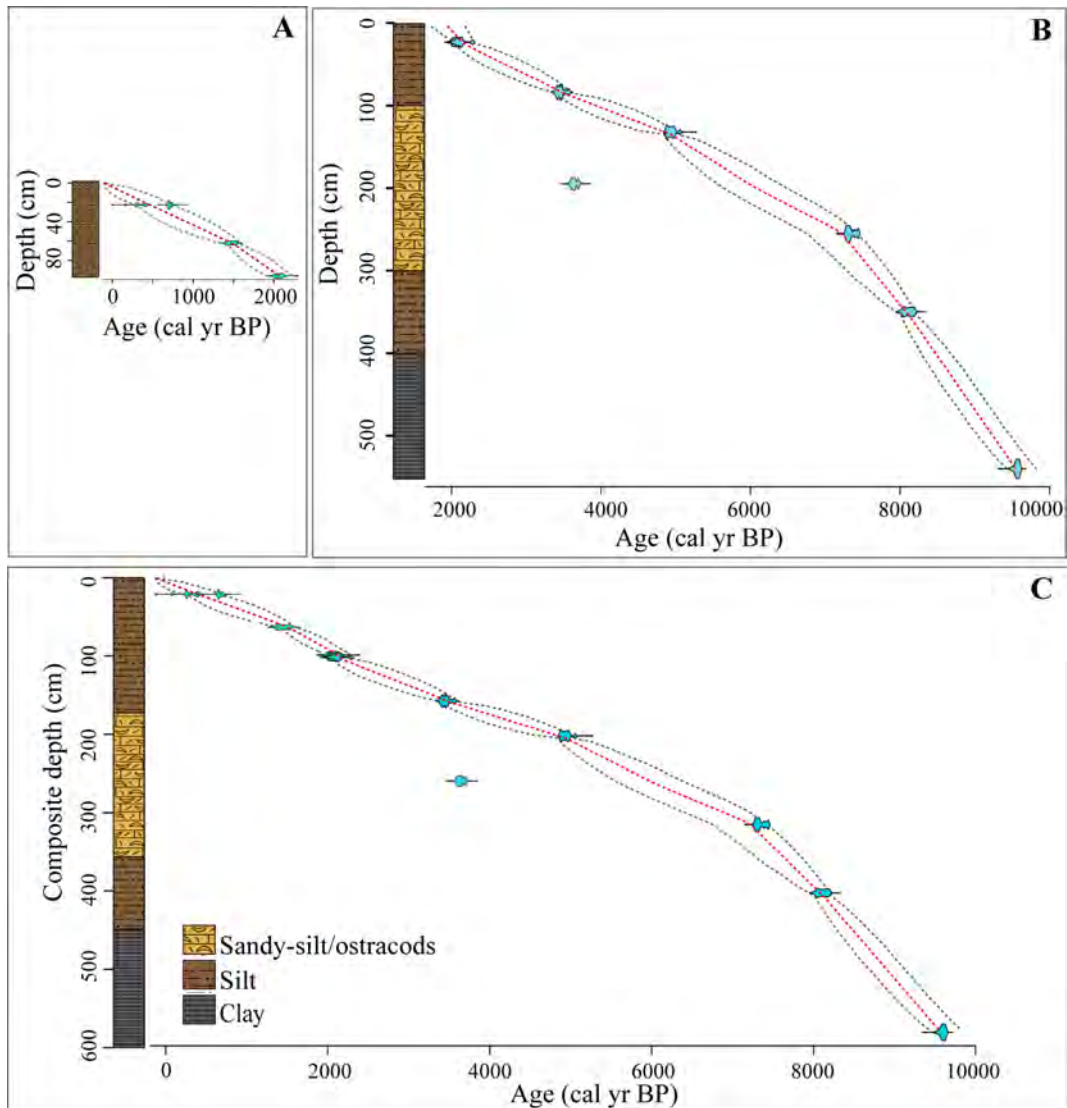 A
Depth (cm)
0
40
80
0 1000 2000
Age (cal yr BP)
B
Depth (cm)
0
100
200
300
400
500
2000 4000 6000 8000 10000
Age (cal yr BP)
C
Composite depth (cm)
0
100
200
300
400
500
600
Sandy-silt/ostracods
Silt
Clay
0 2000 4000 6000 8000 10000
Age (cal yr BP)